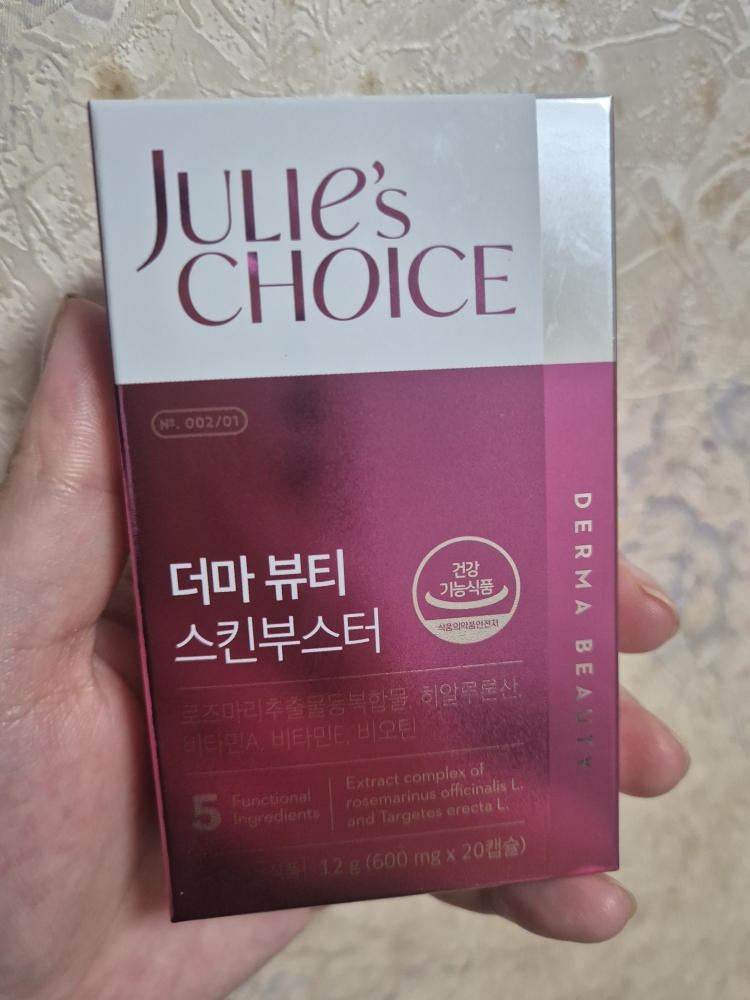 JULIE's
CHOICE
№. 002/01
더마 뷰티
스킨부스터
건강
기능식품
식품의약품안전처
로즈마리추출물등복합물, 히알루론산,
비타민A, 비타민E, 비오틴
5 Functional
Ingredients
Extract complex of
rosemarinus officinalis L.
and Targetes erecta L.
12 g (600 mg x 20캡슐)
DERMA BEAUTY